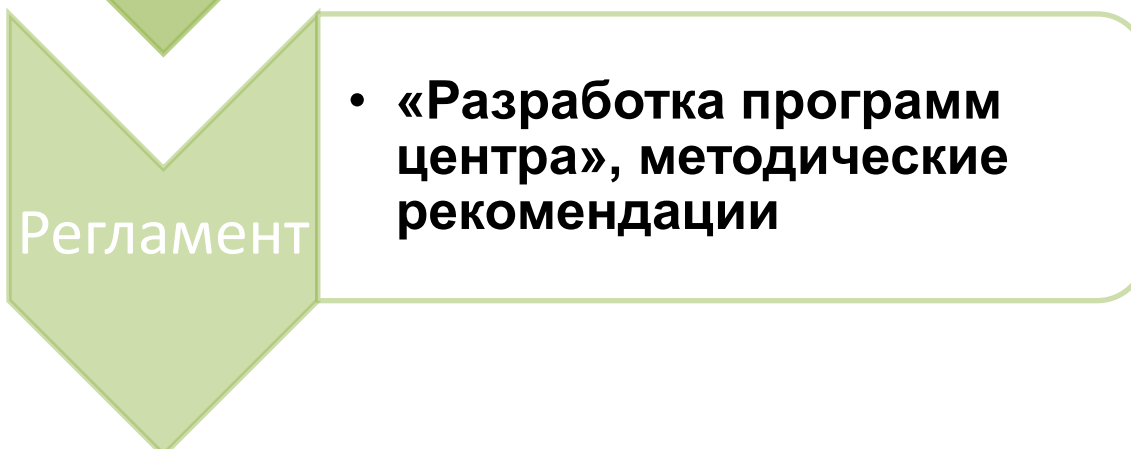 Регламент
• «Разработка программ
центра», методические
рекомендации